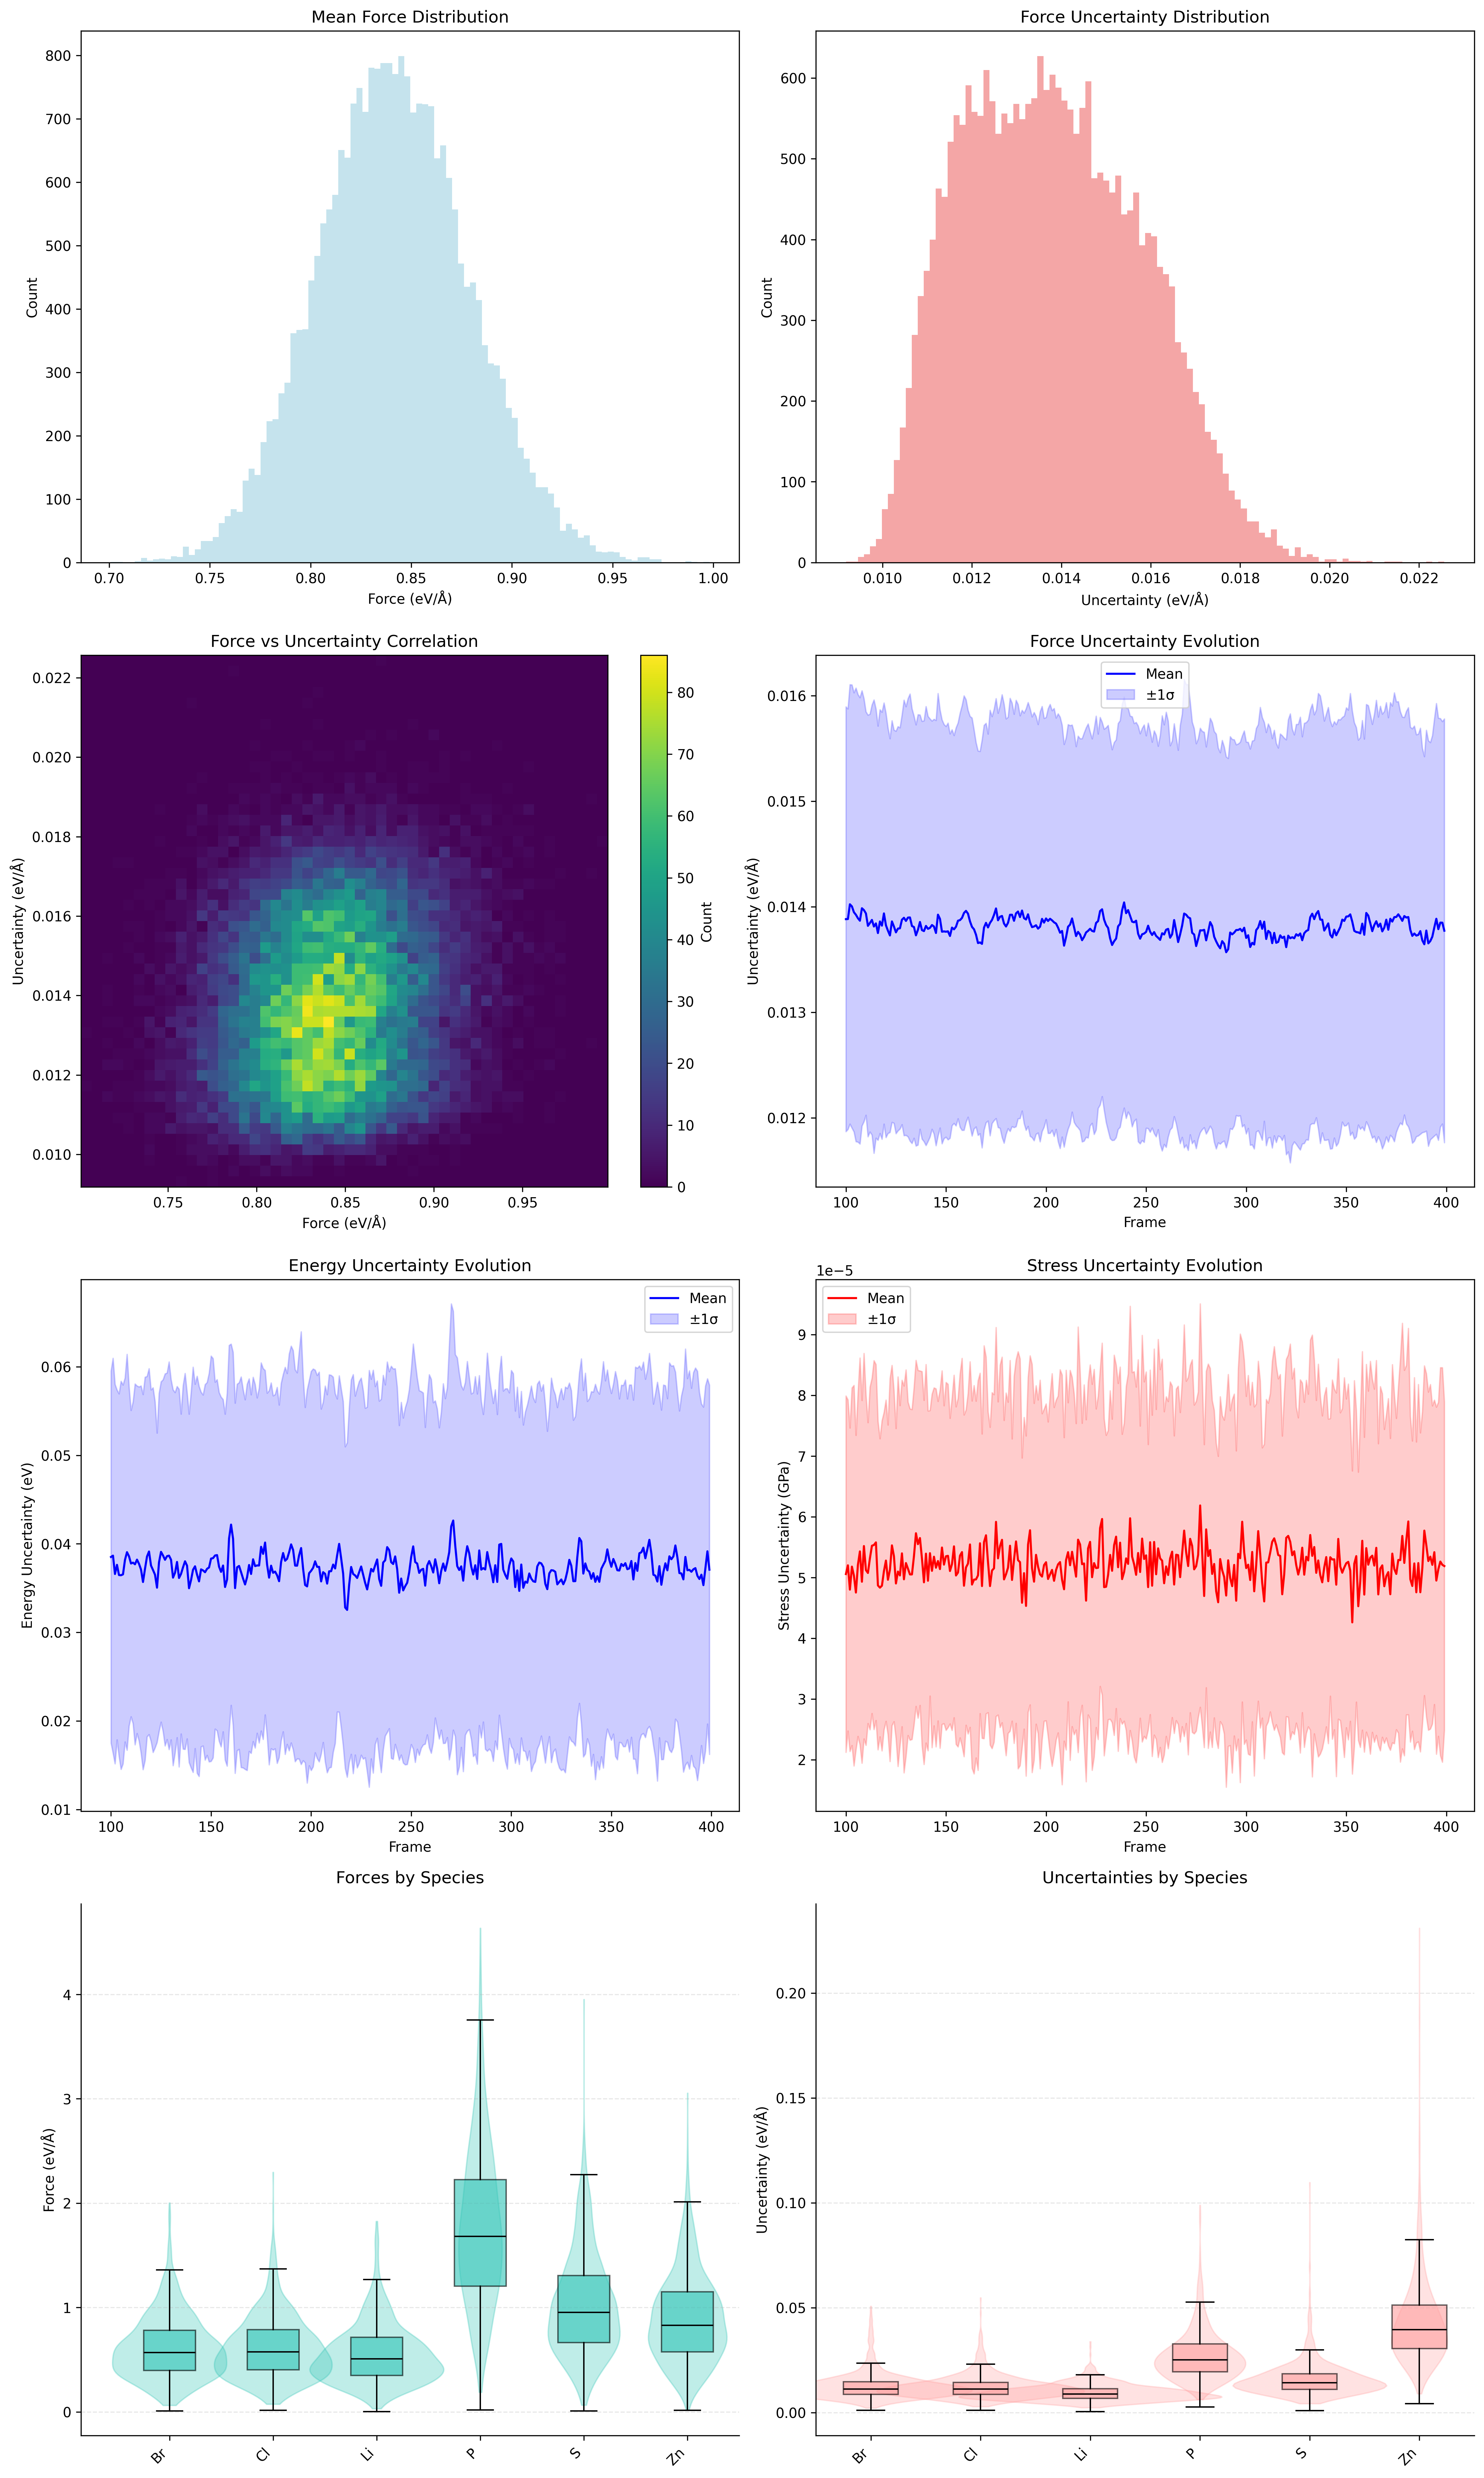 Mean Force Distribution
800
700
600
500
400
300
200
100
0
Count
0.70 0.75 0.80 0.85 0.90 0.95 1.00
Force (eV/Å)
Force Uncertainty Distribution
600
500
400
300
200
100
0
Count
0.010 0.012 0.014 0.016 0.018 0.020 0.022
Uncertainty (eV/Å)
Force vs Uncertainty Correlation
0.022
0.020
0.018
0.016
0.014
0.012
0.010
Uncertainty (eV/Å)
0.75 0.80 0.85 0.90 0.95
Force (eV/Å)
80
70
60
50
40
30
20
10
0
Count
Force Uncertainty Evolution
Mean
±1σ
0.016
0.015
0.014
0.013
0.012
Uncertainty (eV/Å)
100 150 200 250 300 350 400
Frame
Energy Uncertainty Evolution
Mean
±1σ
0.06
0.05
0.04
0.03
0.02
0.01
Energy Uncertainty (eV)
100 150 200 250 300 350 400
Frame
Stress Uncertainty Evolution
1e−5
Mean
±1σ
9
8
7
6
5
4
3
2
Stress Uncertainty (GPa)
100 150 200 250 300 350 400
Frame
Forces by Species
4
3
2
1
0
Force (eV/Å)
Br Cl Li P S Zn
Uncertainties by Species
0.20
0.15
0.10
0.05
0.00
Uncertainty (eV/Å)
Br Cl Li P S Zn